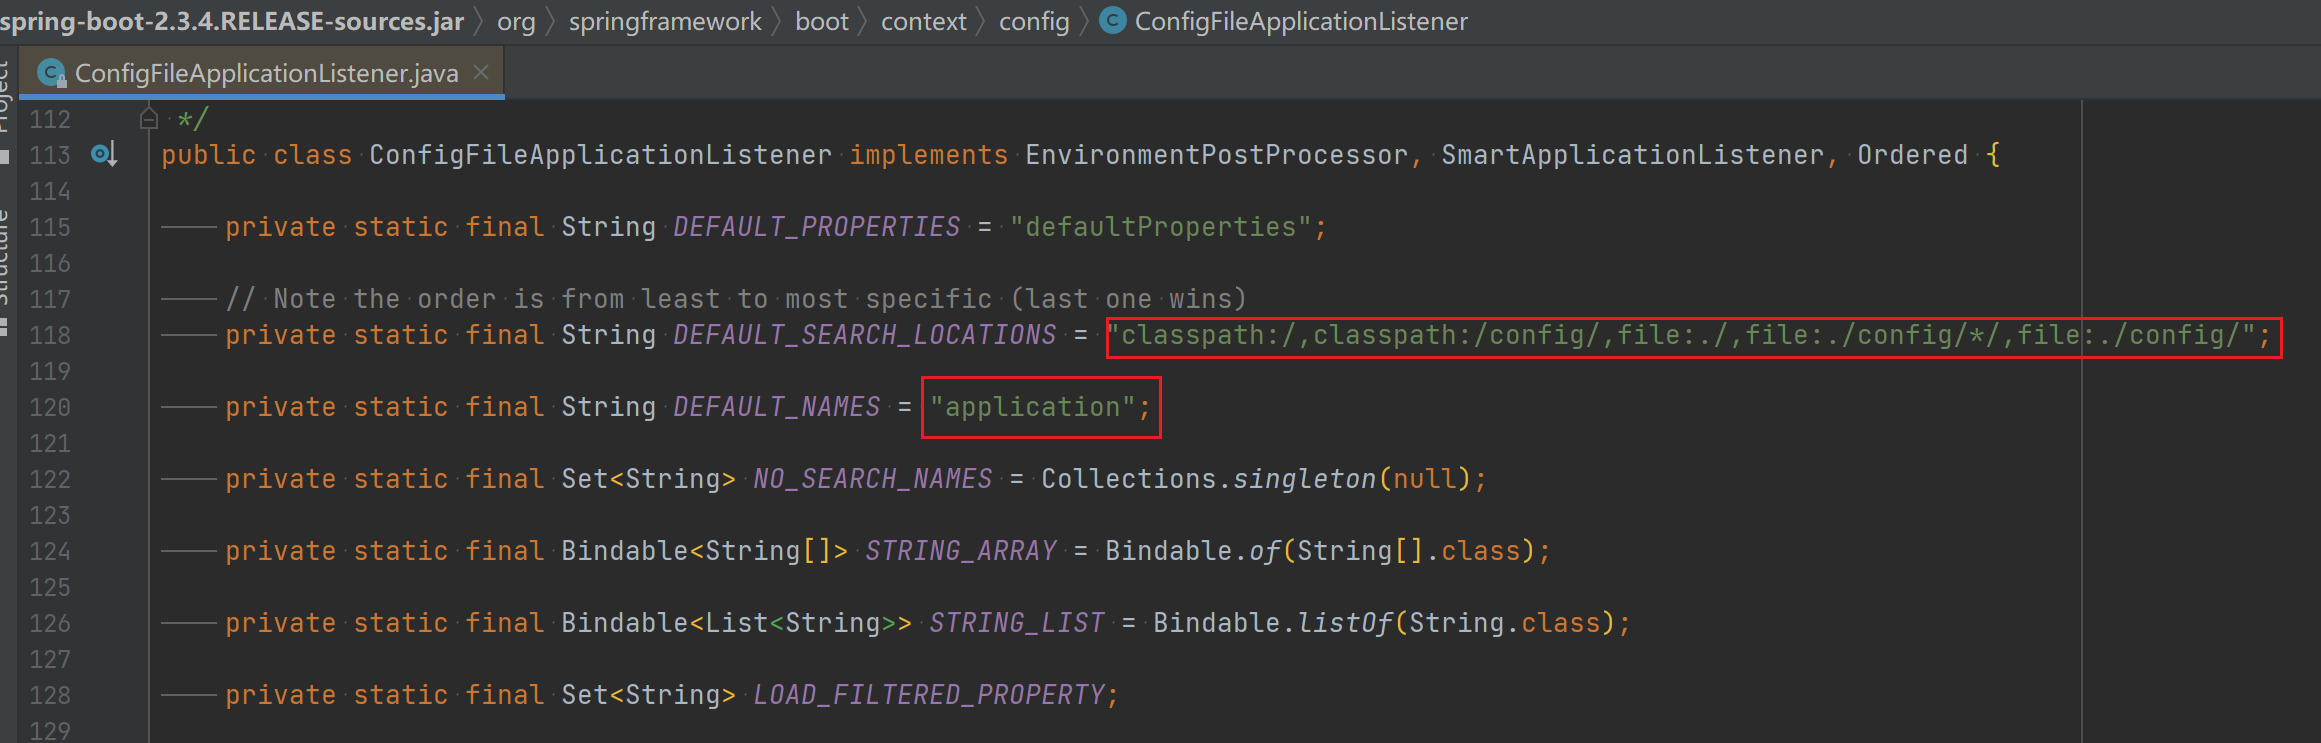 spring-boot-2.3.4.RELEASE-sources.jar org springframework boot context config ConfigFileApplicationListener
ConfigFileApplicationListener.java
Project
Structure
112 */
113 public class ConfigFileApplicationListener implements EnvironmentPostProcessor, SmartApplicationListener, Ordered {
114
115 private static final String DEFAULT_PROPERTIES = "defaultProperties";
116
117 // Note the order is from least to most specific (last one wins)
118 private static final String DEFAULT_SEARCH_LOCATIONS = "classpath:/,classpath:/config/,file:./,file:./config/*/,file:./config/";
119
120 private static final String DEFAULT_NAMES = "application";
121
122 private static final Set<String> NO_SEARCH_NAMES = Collections.singleton(null);
123
124 private static final Bindable<String[]> STRING_ARRAY = Bindable.of(String[].class);
125
126 private static final Bindable<List<String>> STRING_LIST = Bindable.listOf(String.class);
127
128 private static final Set<String> LOAD_FILTERED_PROPERTY;
129